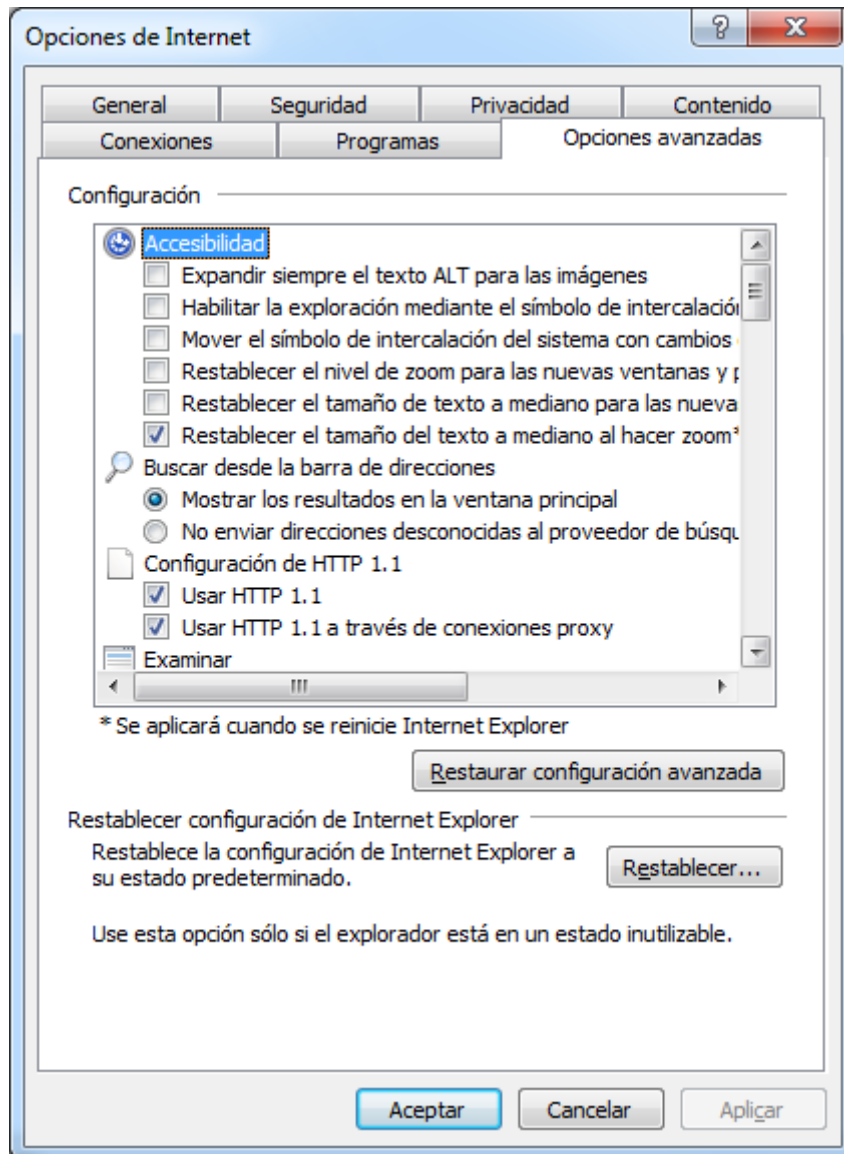 Opciones de Internet
General Seguridad Privacidad Contenido
Conexiones Programas Opciones avanzadas
Configuración
Accesibilidad
Expandir siempre el texto ALT para las imágenes
Habilitar la exploración mediante el símbolo de intercalación
Mover el símbolo de intercalación del sistema con cambios
Restablecer el nivel de zoom para las nuevas ventanas y
Restablecer el tamaño de texto a mediano para las nueva
Restablecer el tamaño del texto a mediano al hacer zoom*
Buscar desde la barra de direcciones
Mostrar los resultados en la ventana principal
No enviar direcciones desconocidas al proveedor de búsqu
Configuración de HTTP 1.1
Usar HTTP 1.1
Usar HTTP 1.1 a través de conexiones proxy
Examinar
* Se aplicará cuando se reinicie Internet Explorer
Restaurar configuración avanzada
Restablecer configuración de Internet Explorer
Restablece la configuración de Internet Explorer a
su estado predeterminado.
Restablecer...
Use esta opción sólo si el explorador está en un estado inutilizable.
Aceptar Cancelar Aplicar